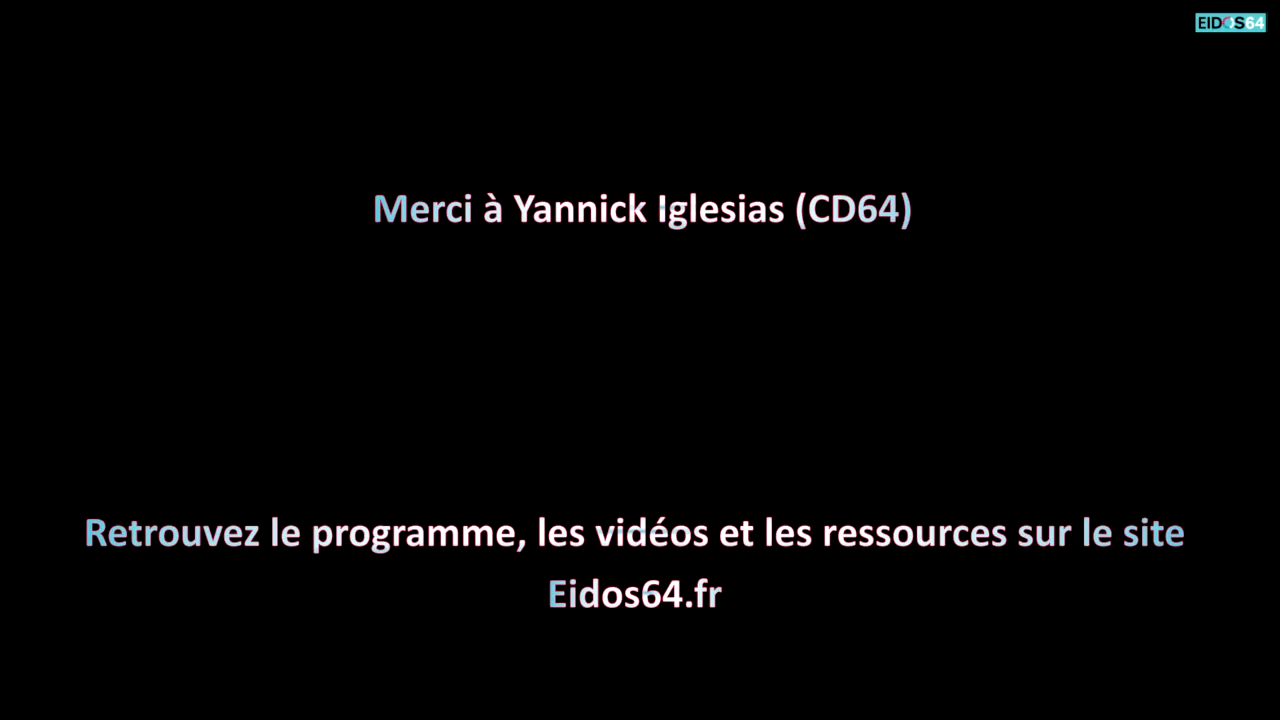 EIDOS64
Merci à Yannick Iglesias (CD64)
Retrouvez le programme, les vidéos et les ressources sur le site
Eidos64.fr